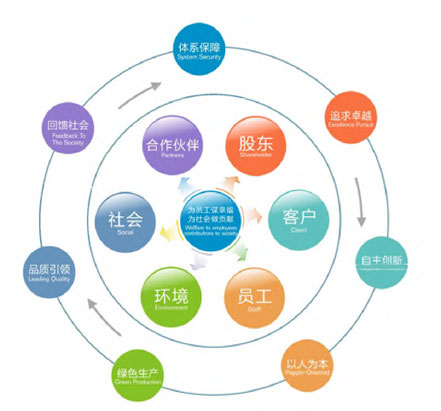 体系保障
System Security
追求卓越
Excellence Pursuit
自主创新
以人为本
People-Oriented
绿色生产
Green Production
品质引领
Leading Quality
回馈社会
Feedback To
The Society
合作伙伴
Partners
股东
Shareholder
客户
Client
员工
Staff
环境
Environment
社会
Social
为员工谋幸福
为社会做贡献
Welfive to employees
contributions to society